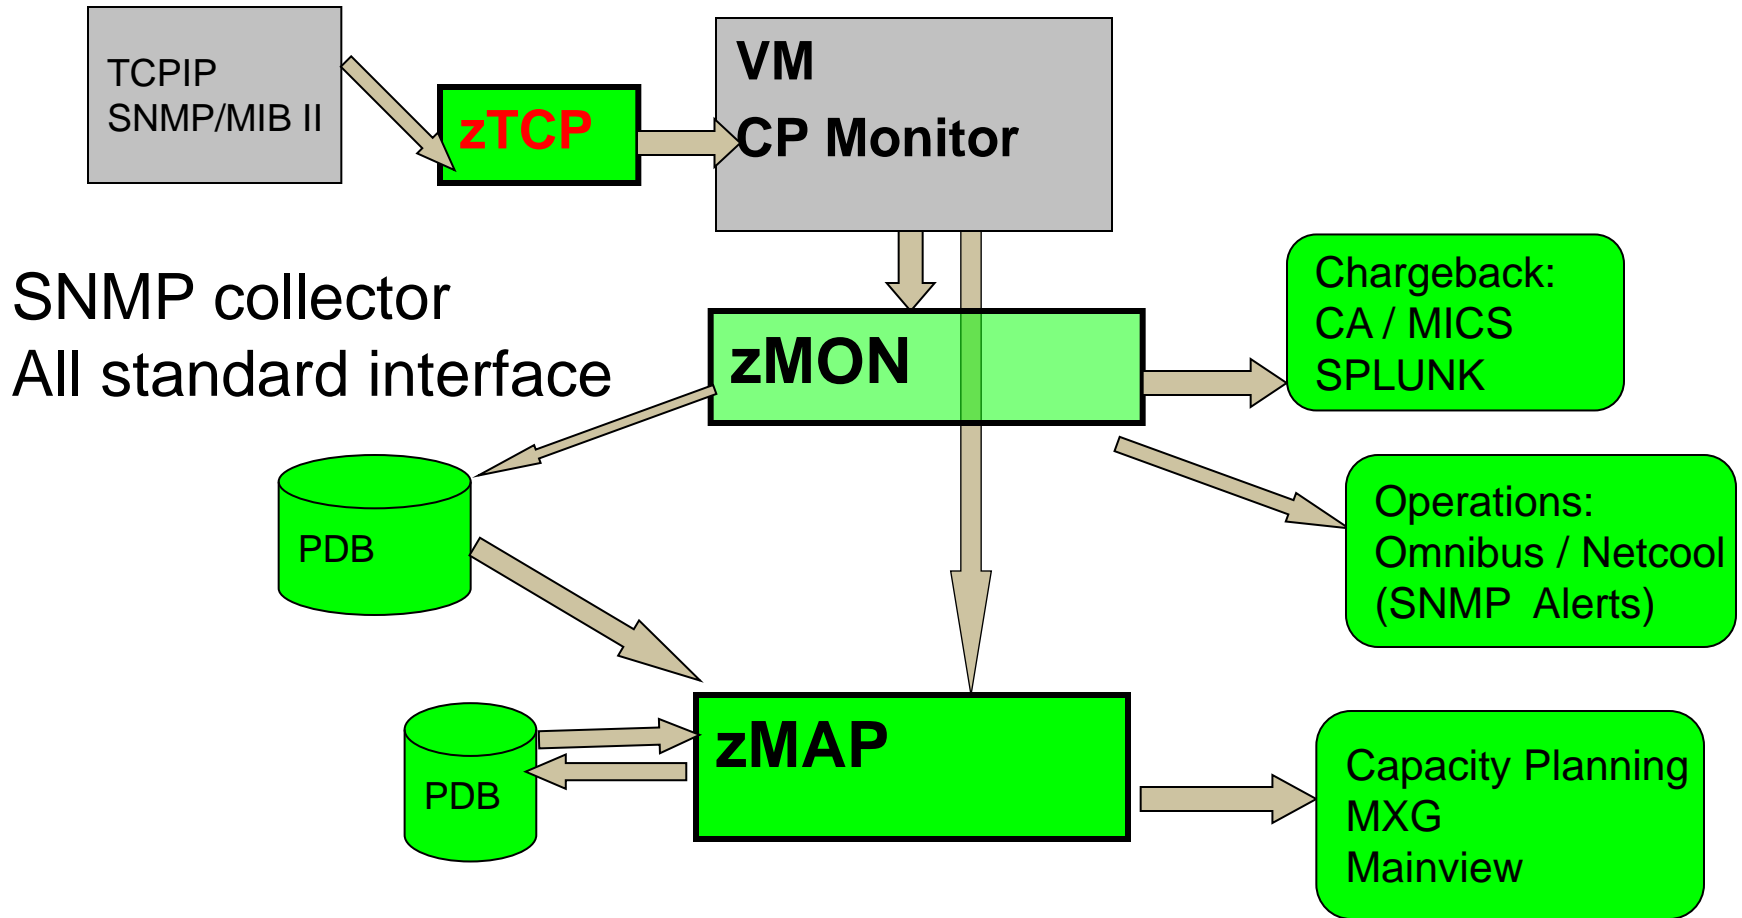 TCPIP
SNMP/MIB II
zTCP
VM
CP Monitor
SNMP collector
All standard interface
zMON
Chargeback:
CA / MICS
SPLUNK
PDB
Operations:
Omnibus / Netcool
(SNMP  Alerts)
PDB
zMAP
Capacity Planning
MXG
Mainview